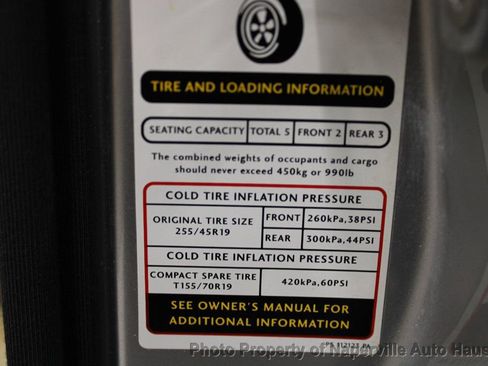 TIRE AND LOADING INFORMATION
SEATING CAPACITY TOTAL 5 FRONT 2 REAR 3
The combined weights of occupants and cargo
should never exceed 450kg or 990lb
COLD TIRE INFLATION PRESSURE
ORIGINAL TIRE SIZE
255/45R19
FRONT 260kPa,38PSI
REAR 300kPa,44PSI
COLD TIRE INFLATION PRESSURE
COMPACT SPARE TIRE
T155/70R19
420kPa,60PSI
SEE OWNER'S MANUAL FOR
ADDITIONAL INFORMATION
Photo Property of Naperville Auto Haus